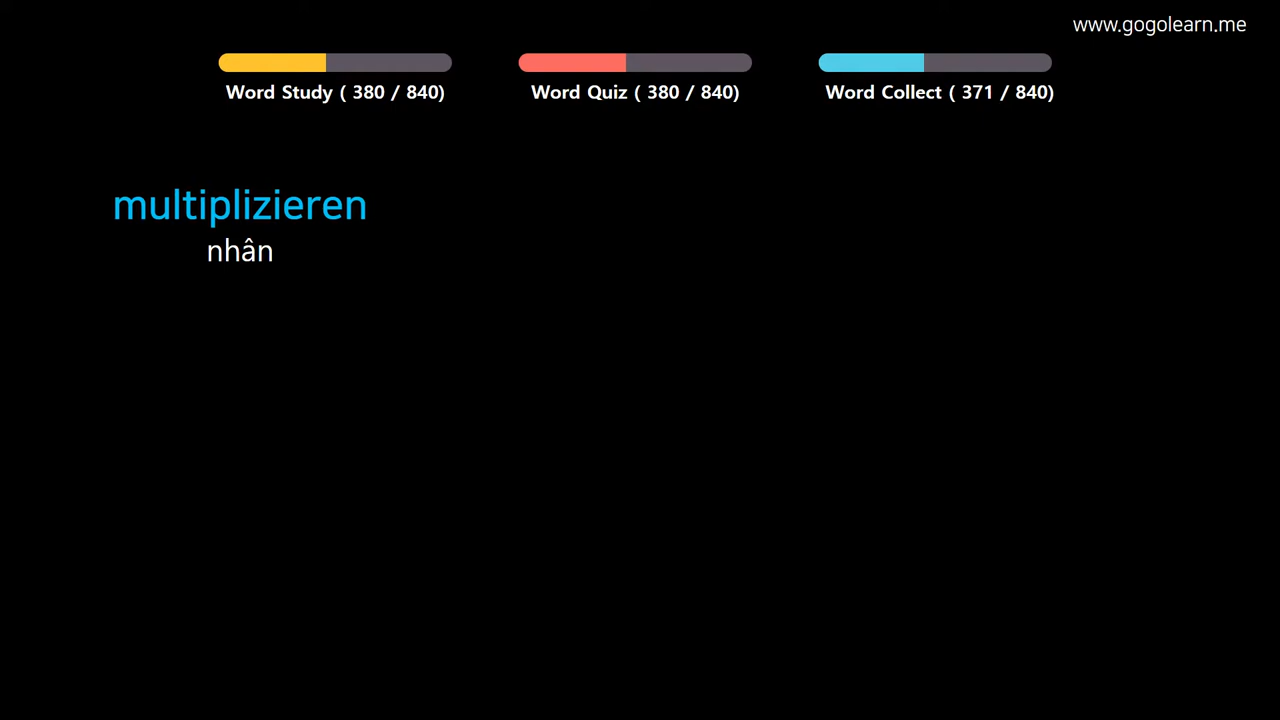 www.gogolearn.me
Word Study ( 380 / 840)
Word Quiz ( 380 / 840)
Word Collect ( 371 / 840)
multiplizieren
nhân